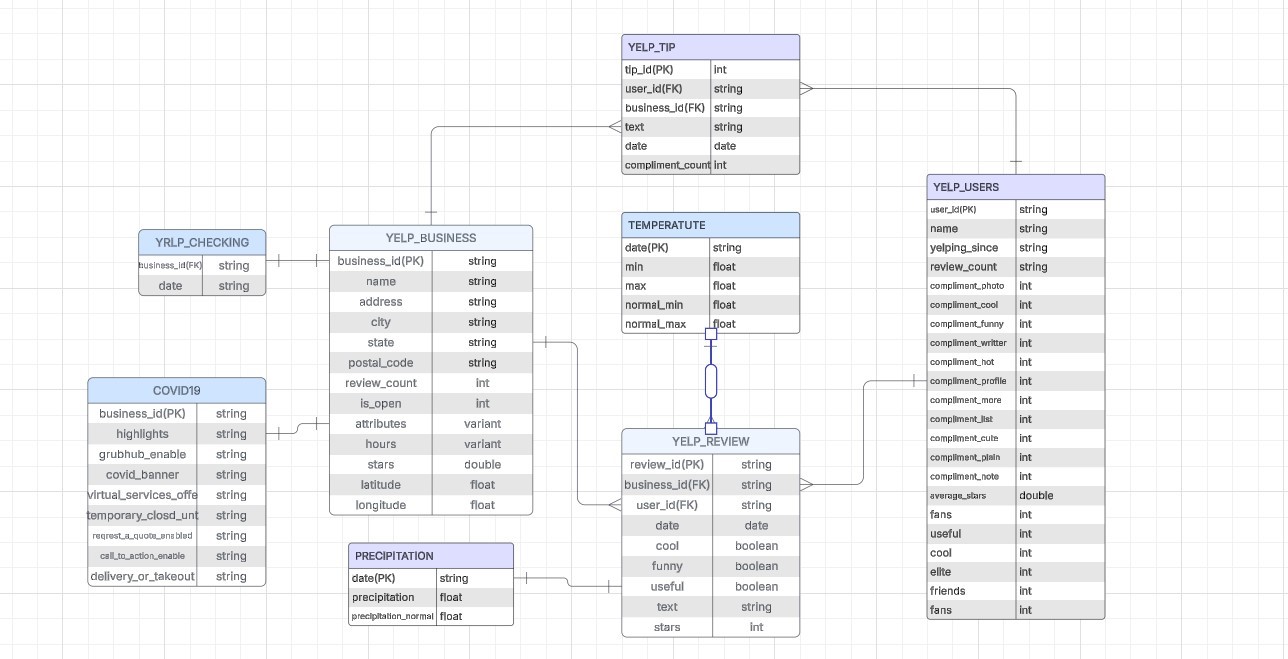 YELP_TIP
tip_id(PK) int
user_id(FK) string
business_id(FK) string
text string
date date
compliment_count int
YELP_USERS
user_id(PK) string
name string
yelping_since string
review_count string
compliment_photo int
compliment_cool int
compliment_funny int
compliment_writter int
compliment_hot int
compliment_profile int
compliment_more int
compliment_list int
compliment_cute int
compliment_plain int
compliment_note int
average_stars double
fans int
useful int
cool int
elite int
friends int
fans int
TEMPERATUTE
date(PK) string
min float
max float
normal_min float
normal_max float
YRLP_CHECKING
business_id(FK) string
date string
YELP_BUSINESS
business_id(PK) string
name string
address string
city string
state string
postal_code string
review_count int
is_open int
attributes variant
hours variant
stars double
latitude float
longitude float
COVID19
business_id(PK) string
highlights string
grubhub_enable string
covid_banner string
virtual_services_offe string
temporary_closd_unt string
reqrest_a_quote_enabled string
call_to_action_enable string
delivery_or_takeout string
YELP_REVIEW
review_id(PK) string
business_id(FK) string
user_id(FK) string
date date
cool boolean
funny boolean
useful boolean
text string
stars int
PRECIPITATION
date(PK) string
precipitation float
precipitation_normal float